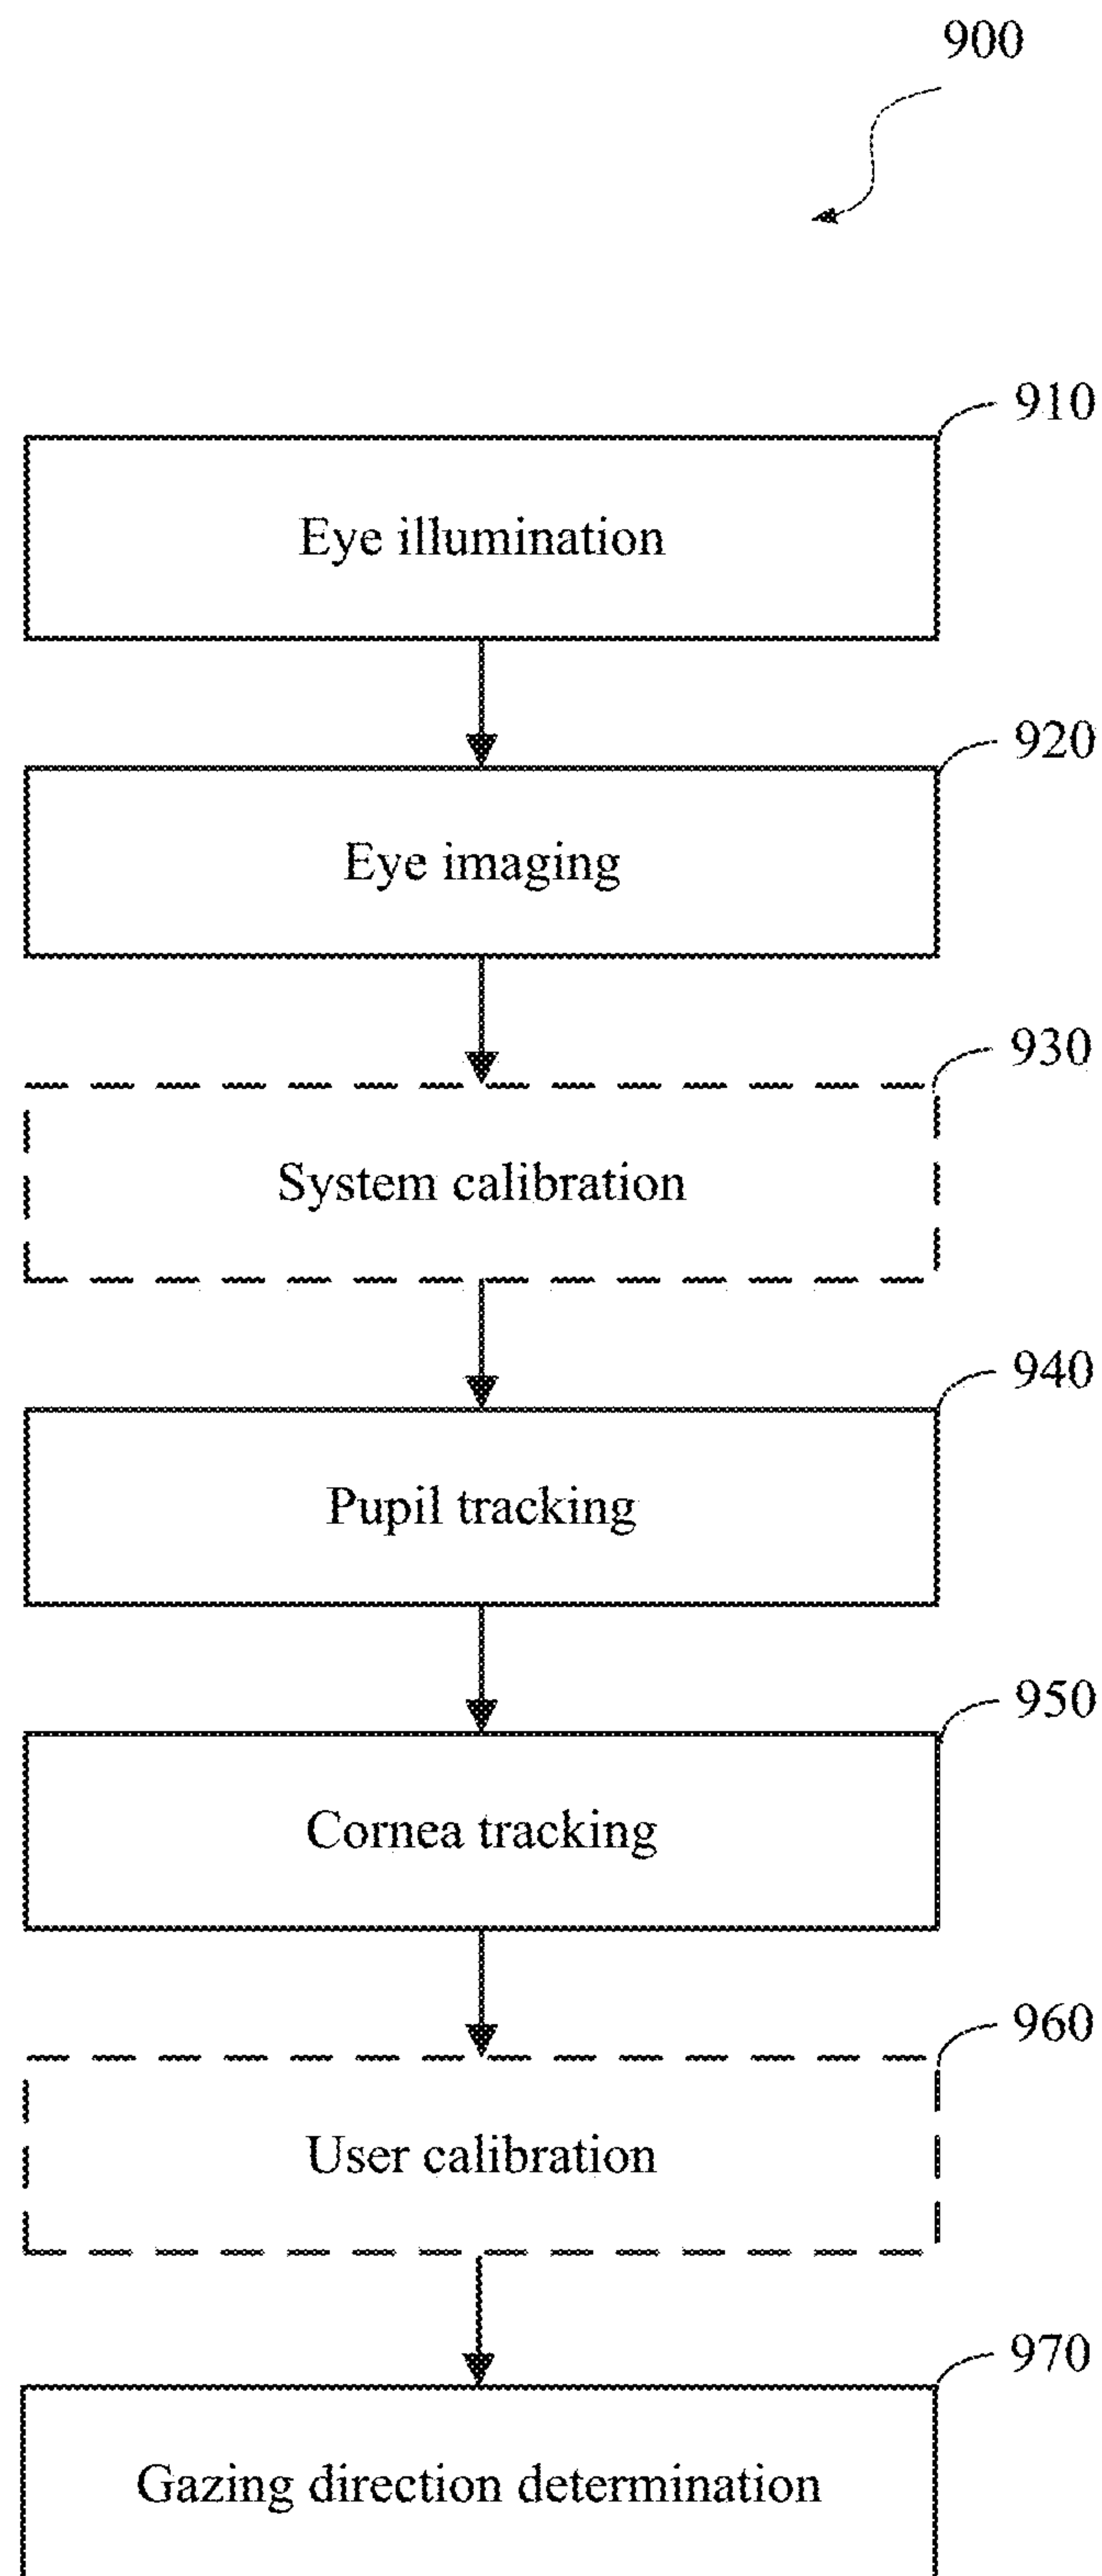 900
910
Eye illumination
920
Eye imaging
930
System calibration
940
Pupil tracking
950
Cornea tracking
960
User calibration
970
Gazing direction determination